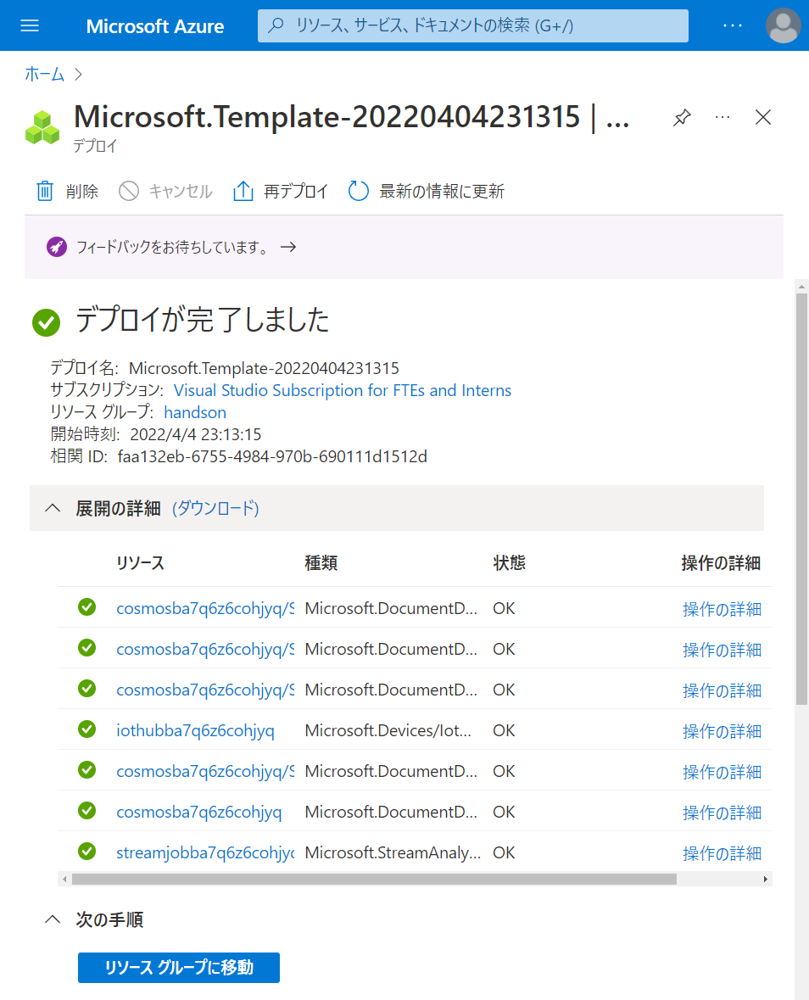 Microsoft Azure
リソース、サービス、ドキュメントの検索 (G+/)
ホーム
Microsoft.Template-20220404231315 | ...
デプロイ
削除 キャンセル 再デプロイ 最新の情報に更新
フィードバックをお待ちしています。 →
デプロイが完了しました
デプロイ名: Microsoft.Template-20220404231315
サブスクリプション: Visual Studio Subscription for FTEs and Interns
リソース グループ: handson
開始時刻: 2022/4/4 23:13:15
相関 ID: faa132eb-6755-4984-970b-690111d1512d
展開の詳細 (ダウンロード)
リソース 種類 状態 操作の詳細
cosmosba7q6z6cohjyq/S Microsoft.DocumentD... OK 操作の詳細
cosmosba7q6z6cohjyq/S Microsoft.DocumentD... OK 操作の詳細
cosmosba7q6z6cohjyq/S Microsoft.DocumentD... OK 操作の詳細
iothubba7q6z6cohjyq Microsoft.Devices/Iot... OK 操作の詳細
cosmosba7q6z6cohjyq/S Microsoft.DocumentD... OK 操作の詳細
cosmosba7q6z6cohjyq Microsoft.DocumentD... OK 操作の詳細
streamjobba7q6z6cohjyq Microsoft.StreamAnaly... OK 操作の詳細
次の手順
リソース グループに移動